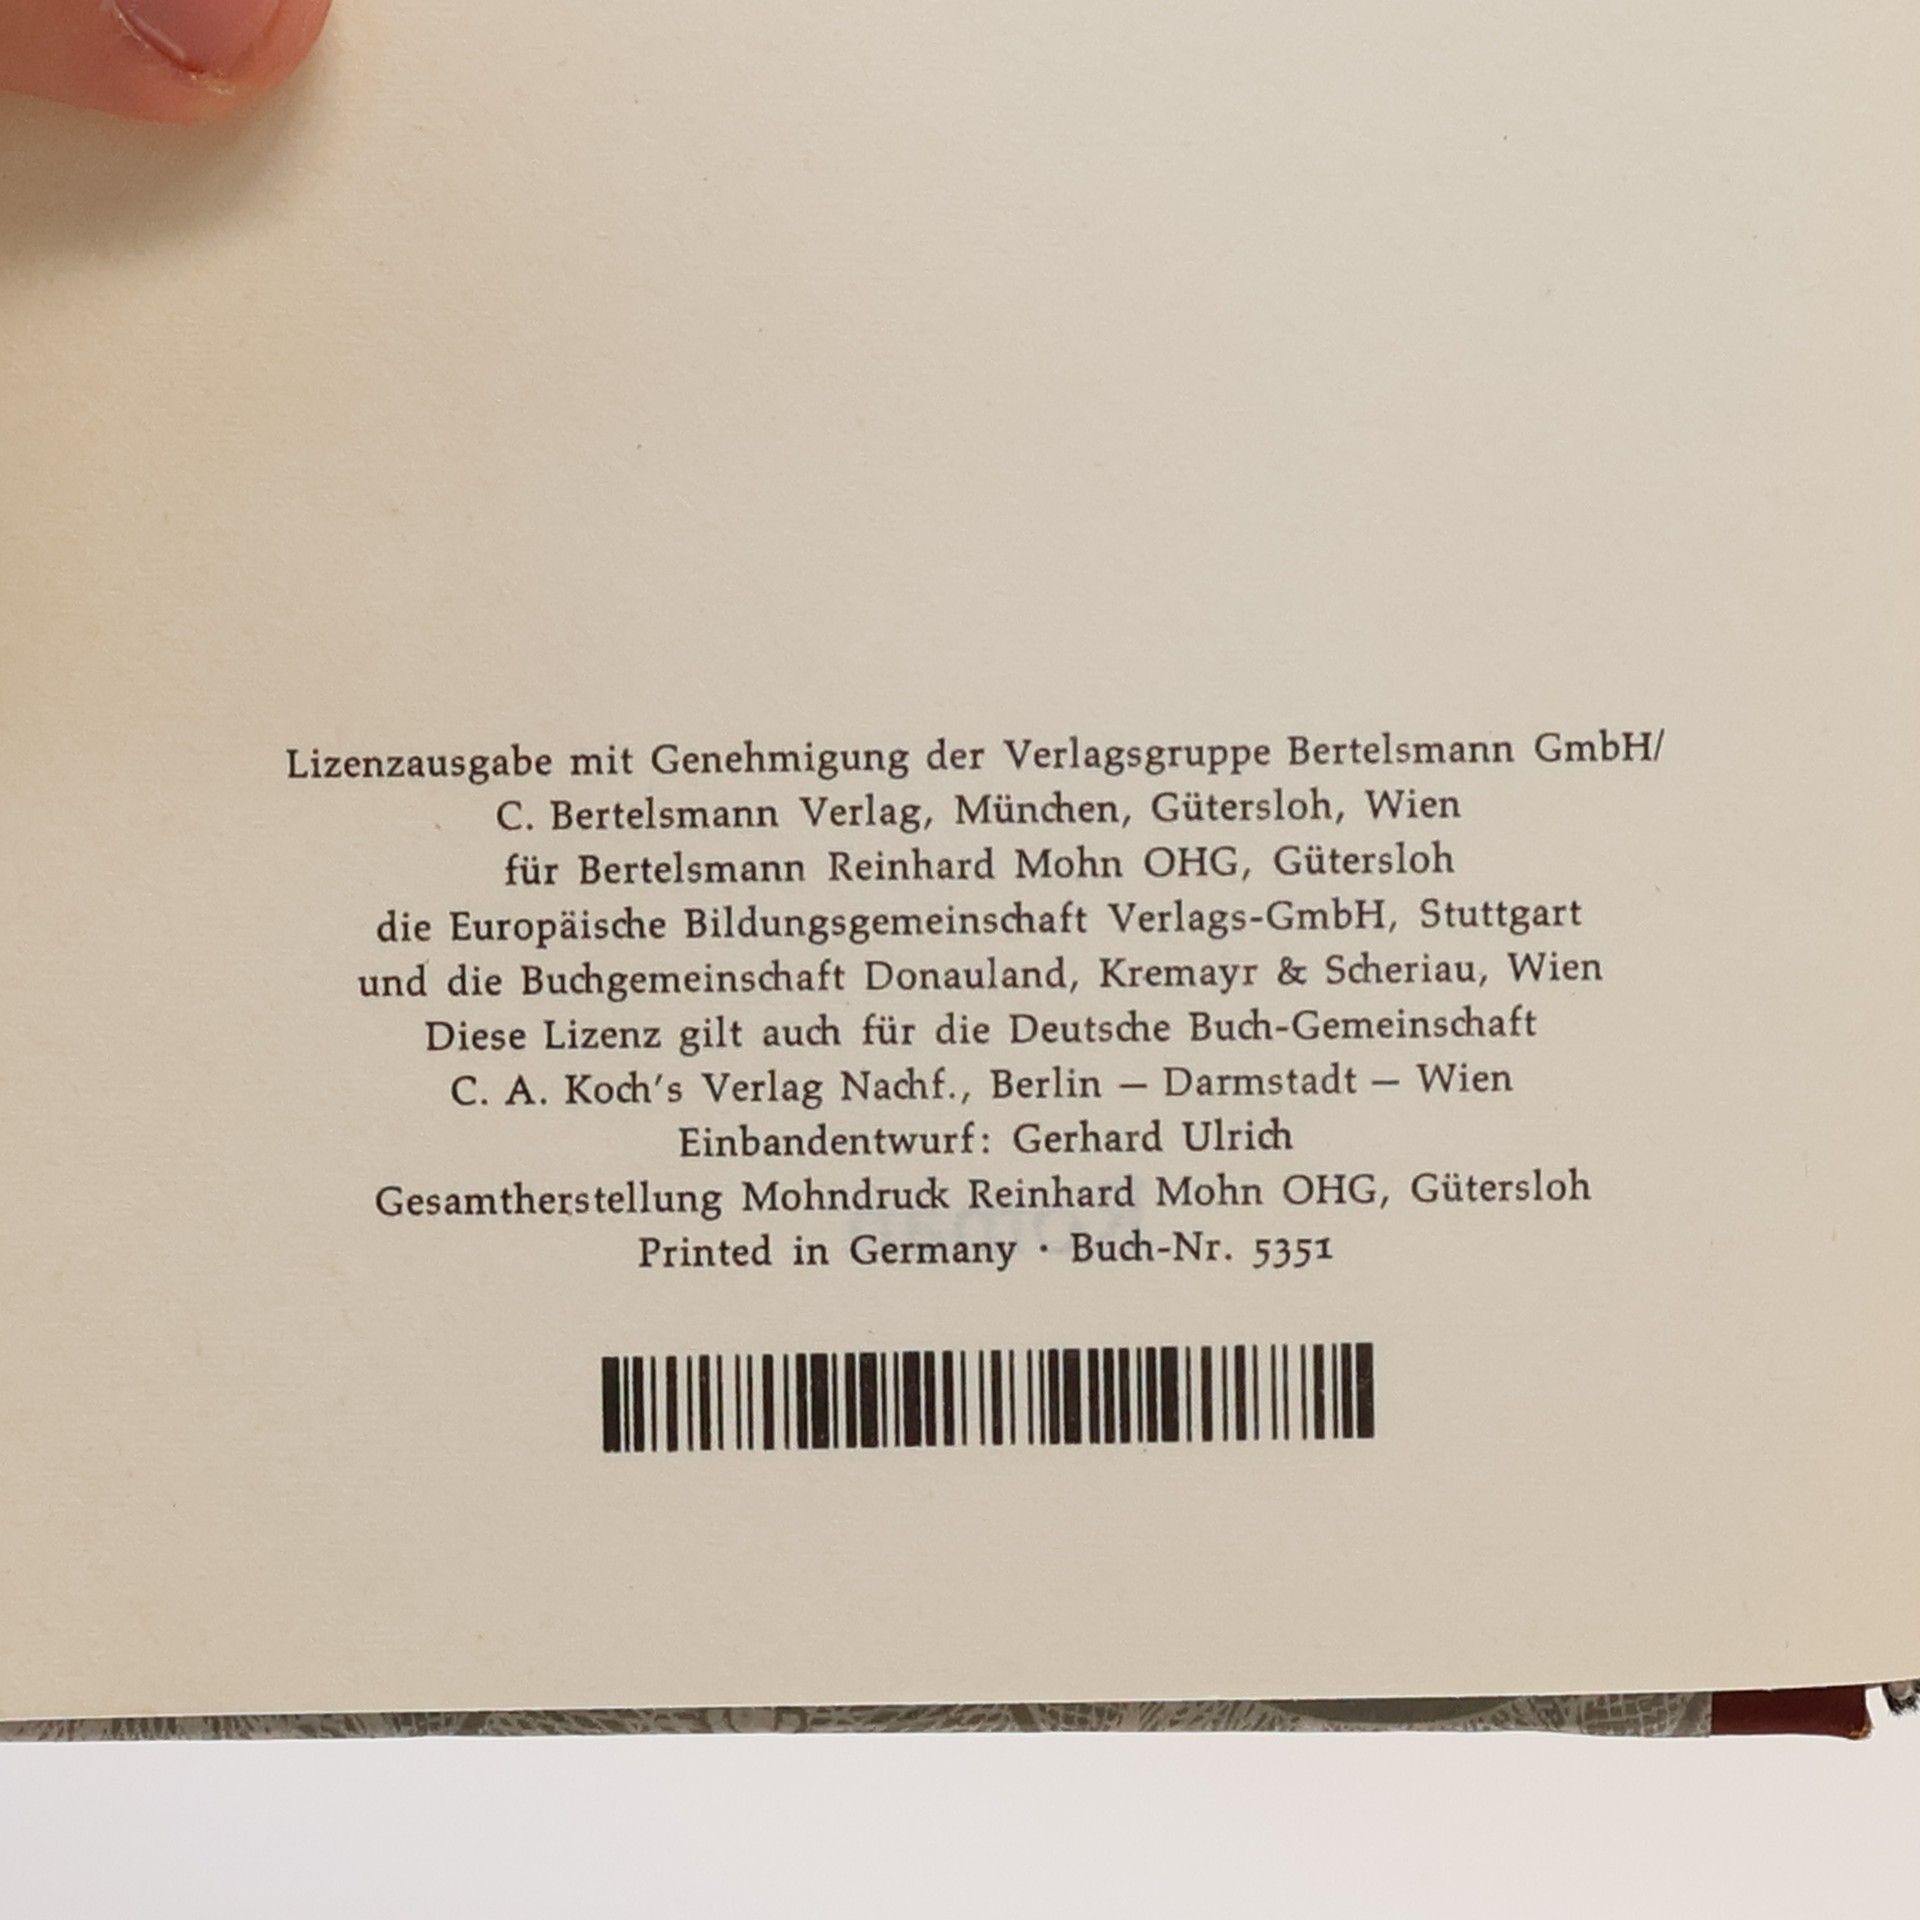 Lizenzausgabe mit Genehmigung der Verlagsgruppe Bertelsmann GmbH/
C. Bertelsmann Verlag, München, Gütersloh, Wien
für Bertelsmann Reinhard Mohn OHG, Gütersloh
die Europäische Bildungsgemeinschaft Verlags-GmbH, Stuttgart
und die Buchgemeinschaft Donauland, Kremayr & Scheriau, Wien
Diese Lizenz gilt auch für die Deutsche Buch-Gemeinschaft
C. A. Koch's Verlag Nachf., Berlin – Darmstadt – Wien
Einbandentwurf: Gerhard Ulrich
Gesamtherstellung Mohndruck Reinhard Mohn OHG, Gütersloh
Printed in Germany · Buch-Nr. 5351